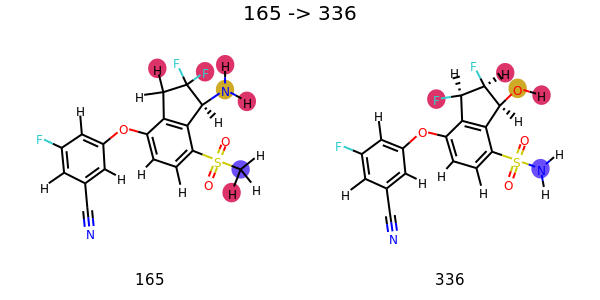 165 -> 336
H F F H H
H N H
H
H O
F H O H
S H
O H H
H H
N
H F H
F O H
H O
F H O
S H
N
H H O H
H H
N
165 336